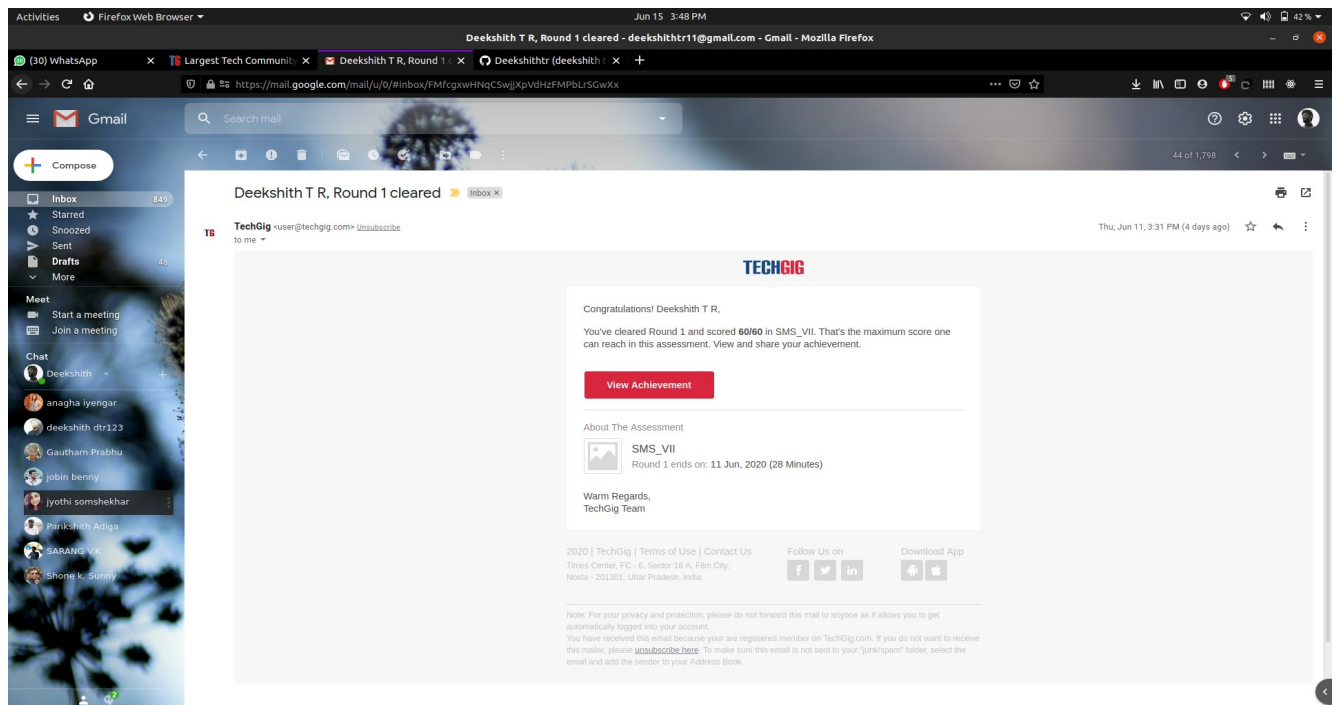 Activities Firefox Web Browser Jun 15 3:48 PM 42 %
Deekshith T R, Round 1 cleared - deekshithtr11@gmail.com - Gmail - Mozilla Firefox
(30) WhatsApp Largest Tech Community Deekshith T R, Round 1 c Deekshithtr (deekshith
https://mail.google.com/mail/u/0/#inbox/FMfcgxwHNqCSwjjXpVdHzFMPbLrSGwXx
Gmail Search mail
Compose 44 of 1,798
Deekshith T R, Round 1 cleared Inbox ×
Inbox 849
Starred
Snoozed
Sent
Drafts 48
More
TG TechGig <user@techgig.com> Unsubscribe Thu, Jun 11, 3:31 PM (4 days ago)
to me
Meet
Start a meeting
Join a meeting
Chat
Deekshith
anagha iyengar
deekshith dtr123
Gautham Prabhu
jobin benny
jyothi somshekhar
Parikshith Adiga
SARANG V.K
Shone k. Sunny
2
TECHGIG
Congratulations! Deekshith T R,
You've cleared Round 1 and scored 60/60 in SMS_VII. That's the maximum score one
can reach in this assessment. View and share your achievement.
View Achievement
About The Assessment
SMS_VII
Round 1 ends on: 11 Jun, 2020 (28 Minutes)
Warm Regards,
TechGig Team
2020 | TechGig | Terms of Use | Contact Us Follow Us on Download App
Times Center, FC - 6, Sector 16 A, Film City,
Noida - 201301, Uttar Pradesh, India
Note: For your privacy and protection, please do not forward this mail to anyone as it allows you to get
automatically logged into your account.
You have received this email because your are registered member on TechGig.com. If you do not want to receive
this mailer, please unsubscribe here. To make sure this email is not sent to your "junk/spam" folder, select the
email and add the sender to your Address Book.